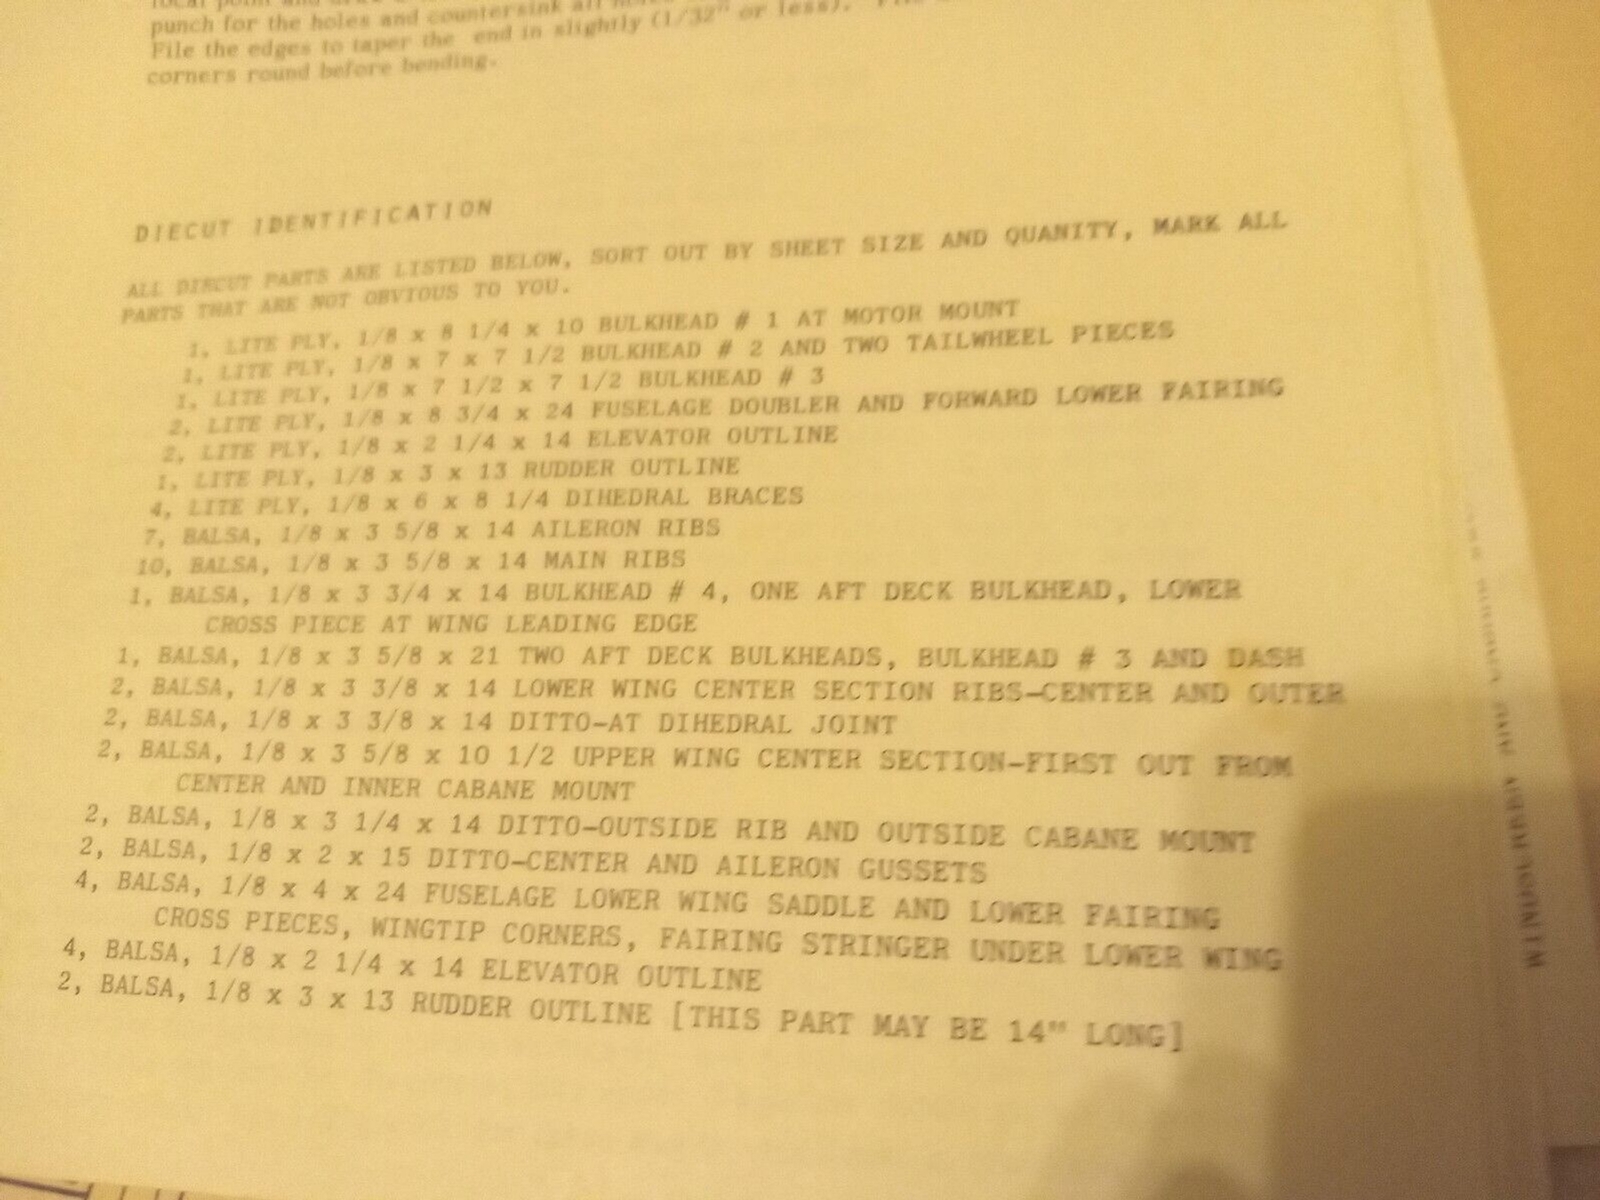 punch for the holes and countersink all
File the edges to taper the end in slightly (1/32" or less).
corners round before bending.
DIECUT IDENTIFICATION
ALL DIECUT PARTS ARE LISTED BELOW, SORT OUT BY SHEET SIZE AND QUANITY, MARK ALL
PARTS THAT ARE NOT OBVIOUS TO YOU.
1, LITE PLY, 1/8 x 8 1/4 x 10 BULKHEAD # 1 AT MOTOR MOUNT
1, LITE PLY, 1/8 x 7 x 7 1/2 BULKHEAD # 2 AND TWO TAILWHEEL PIECES
1, LITE PLY, 1/8 x 7 1/2 x 7 1/2 BULKHEAD # 3
2, LITE PLY, 1/8 x 8 3/4 x 24 FUSELAGE DOUBLER AND FORWARD LOWER FAIRING
2, LITE PLY, 1/8 x 2 1/4 x 14 ELEVATOR OUTLINE
1, LITE PLY, 1/8 x 3 x 13 RUDDER OUTLINE
4, LITE PLY, 1/8 x 6 x 8 1/4 DIHEDRAL BRACES
7, BALSA, 1/8 x 3 5/8 x 14 AILERON RIBS
10, BALSA, 1/8 x 3 5/8 x 14 MAIN RIBS
1, BALSA, 1/8 x 3 3/4 x 14 BULKHEAD # 4, ONE AFT DECK BULKHEAD, LOWER
CROSS PIECE AT WING LEADING EDGE
1, BALSA, 1/8 x 3 5/8 x 21 TWO AFT DECK BULKHEADS, BULKHEAD # 3 AND DASH
2, BALSA, 1/8 x 3 3/8 x 14 LOWER WING CENTER SECTION RIBS-CENTER AND OUTER
2, BALSA, 1/8 x 3 3/8 x 14 DITTO-AT DIHEDRAL JOINT
2, BALSA, 1/8 x 3 5/8 x 10 1/2 UPPER WING CENTER SECTION-FIRST OUT FROM
CENTER AND INNER CABANE MOUNT
2, BALSA, 1/8 x 3 1/4 x 14 DITTO-OUTSIDE RIB AND OUTSIDE CABANE MOUNT
2, BALSA, 1/8 x 2 x 15 DITTO-CENTER AND AILERON GUSSETS
4, BALSA, 1/8 x 4 x 24 FUSELAGE LOWER WING SADDLE AND LOWER FAIRING
CROSS PIECES, WINGTIP CORNERS, FAIRING STRINGER UNDER LOWER WING
4, BALSA, 1/8 x 2 1/4 x 14 ELEVATOR OUTLINE
2, BALSA, 1/8 x 3 x 13 RUDDER OUTLINE [THIS PART MAY BE 14" LONG]